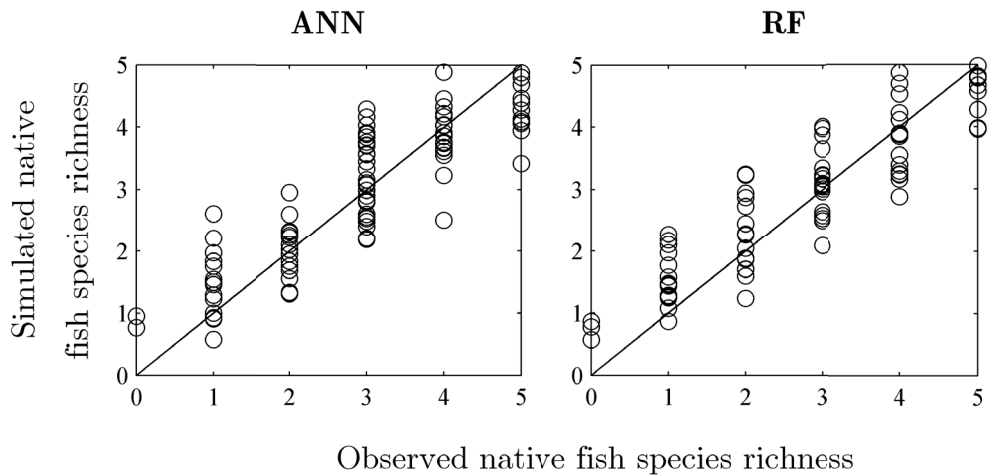 ANN
RF
Simulated native
fish species richness
5
4
3
2
1
0
0 1 2 3 4 5
5
4
3
2
1
0
0 1 2 3 4 5
Observed native fish species richness